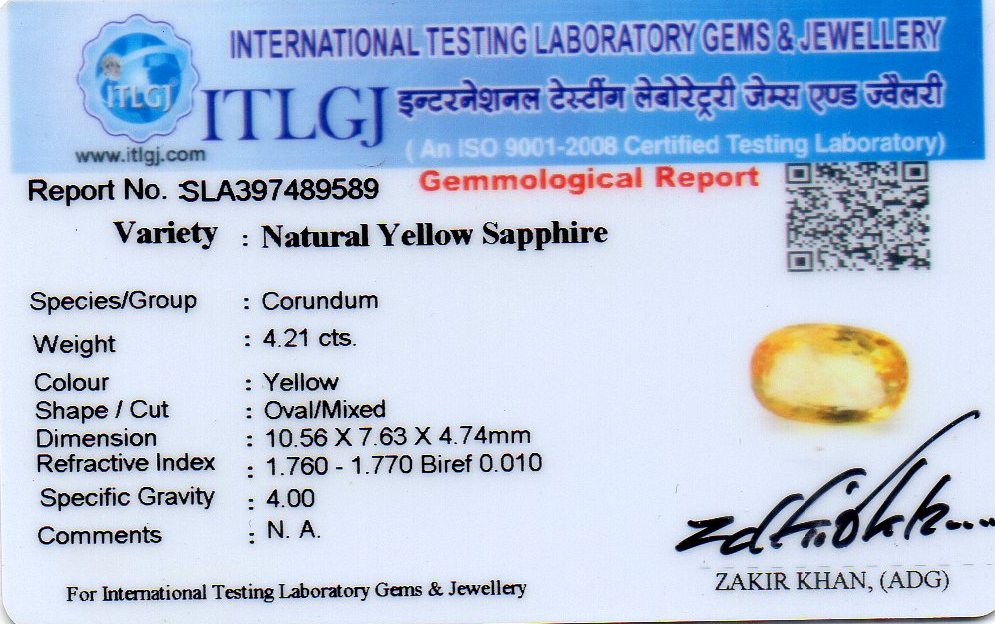 INTERNATIONAL TESTING LABORATORY GEMS & JEWELLERY
ITLGJ
ITLGJ इन्टरनेशनल टेस्टींग लेबोरेट्ररी जेम्स एण्ड ज्वैलरी
www.itlgj.com
( An ISO 9001-2008 Certified Testing Laboratory)
Report No. SLA397489589
Gemmological Report
Variety : Natural Yellow Sapphire
Species/Group : Corundum
Weight : 4.21 cts.
Colour : Yellow
Shape / Cut : Oval/Mixed
Dimension : 10.56 X 7.63 X 4.74mm
Refractive Index : 1.760 - 1.770 Biref 0.010
Specific Gravity : 4.00
Comments : N. A.
ZAKIR KHAN, (ADG)
For International Testing Laboratory Gems & Jewellery